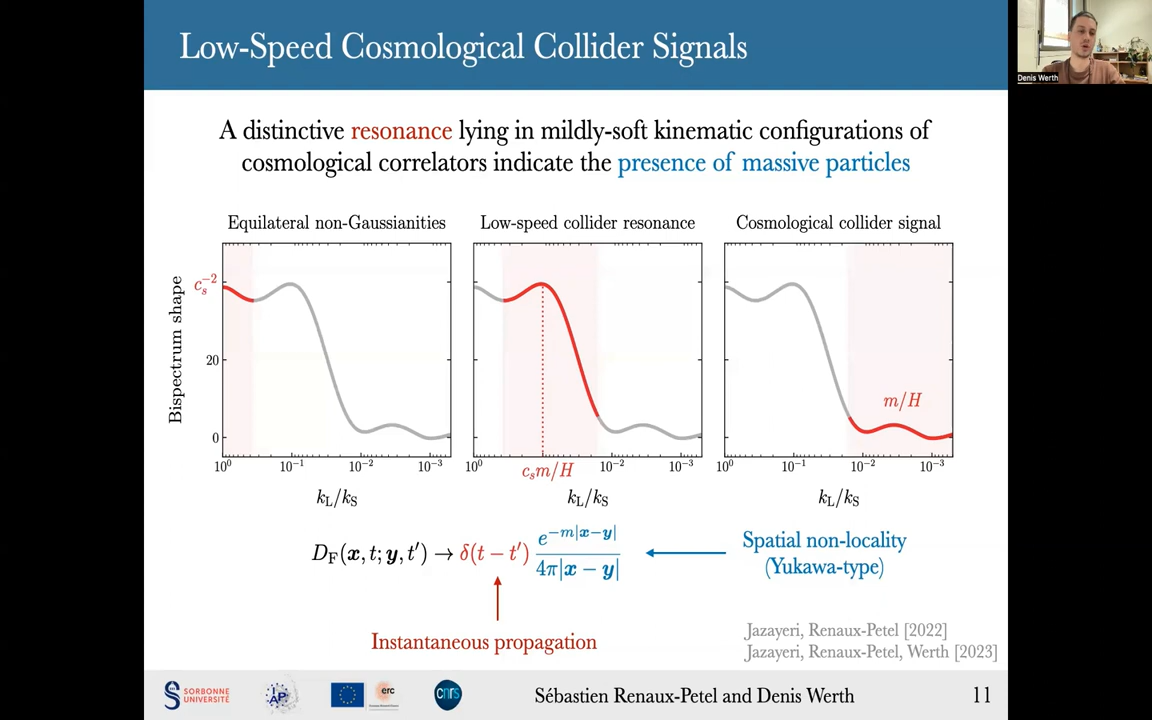 Low-Speed Cosmological Collider Signals
Denis Werth
A distinctive resonance lying in mildly-soft kinematic configurations of
cosmological correlators indicate the presence of massive particles
Equilateral non-Gaussianities
Low-speed collider resonance
Cosmological collider signal
Bispectrum shape
c_s^{-2}
20
0
10^0 10^{-1} 10^{-2} 10^{-3}
k_L/k_S
10^0 10^{-2} 10^{-3}
c_s m/H
k_L/k_S
m/H
10^0 10^{-1} 10^{-2} 10^{-3}
k_L/k_S
D_F(x, t; y, t') → δ(t − t') e^{−m|x−y|} / 4π|x − y|
Spatial non-locality
(Yukawa-type)
Instantaneous propagation
Jazayeri, Renaux-Petel [2022]
Jazayeri, Renaux-Petel, Werth [2023]
SORBONNE
UNIVERSITÉ
IAP
erc
cnrs
Sébastien Renaux-Petel and Denis Werth
11